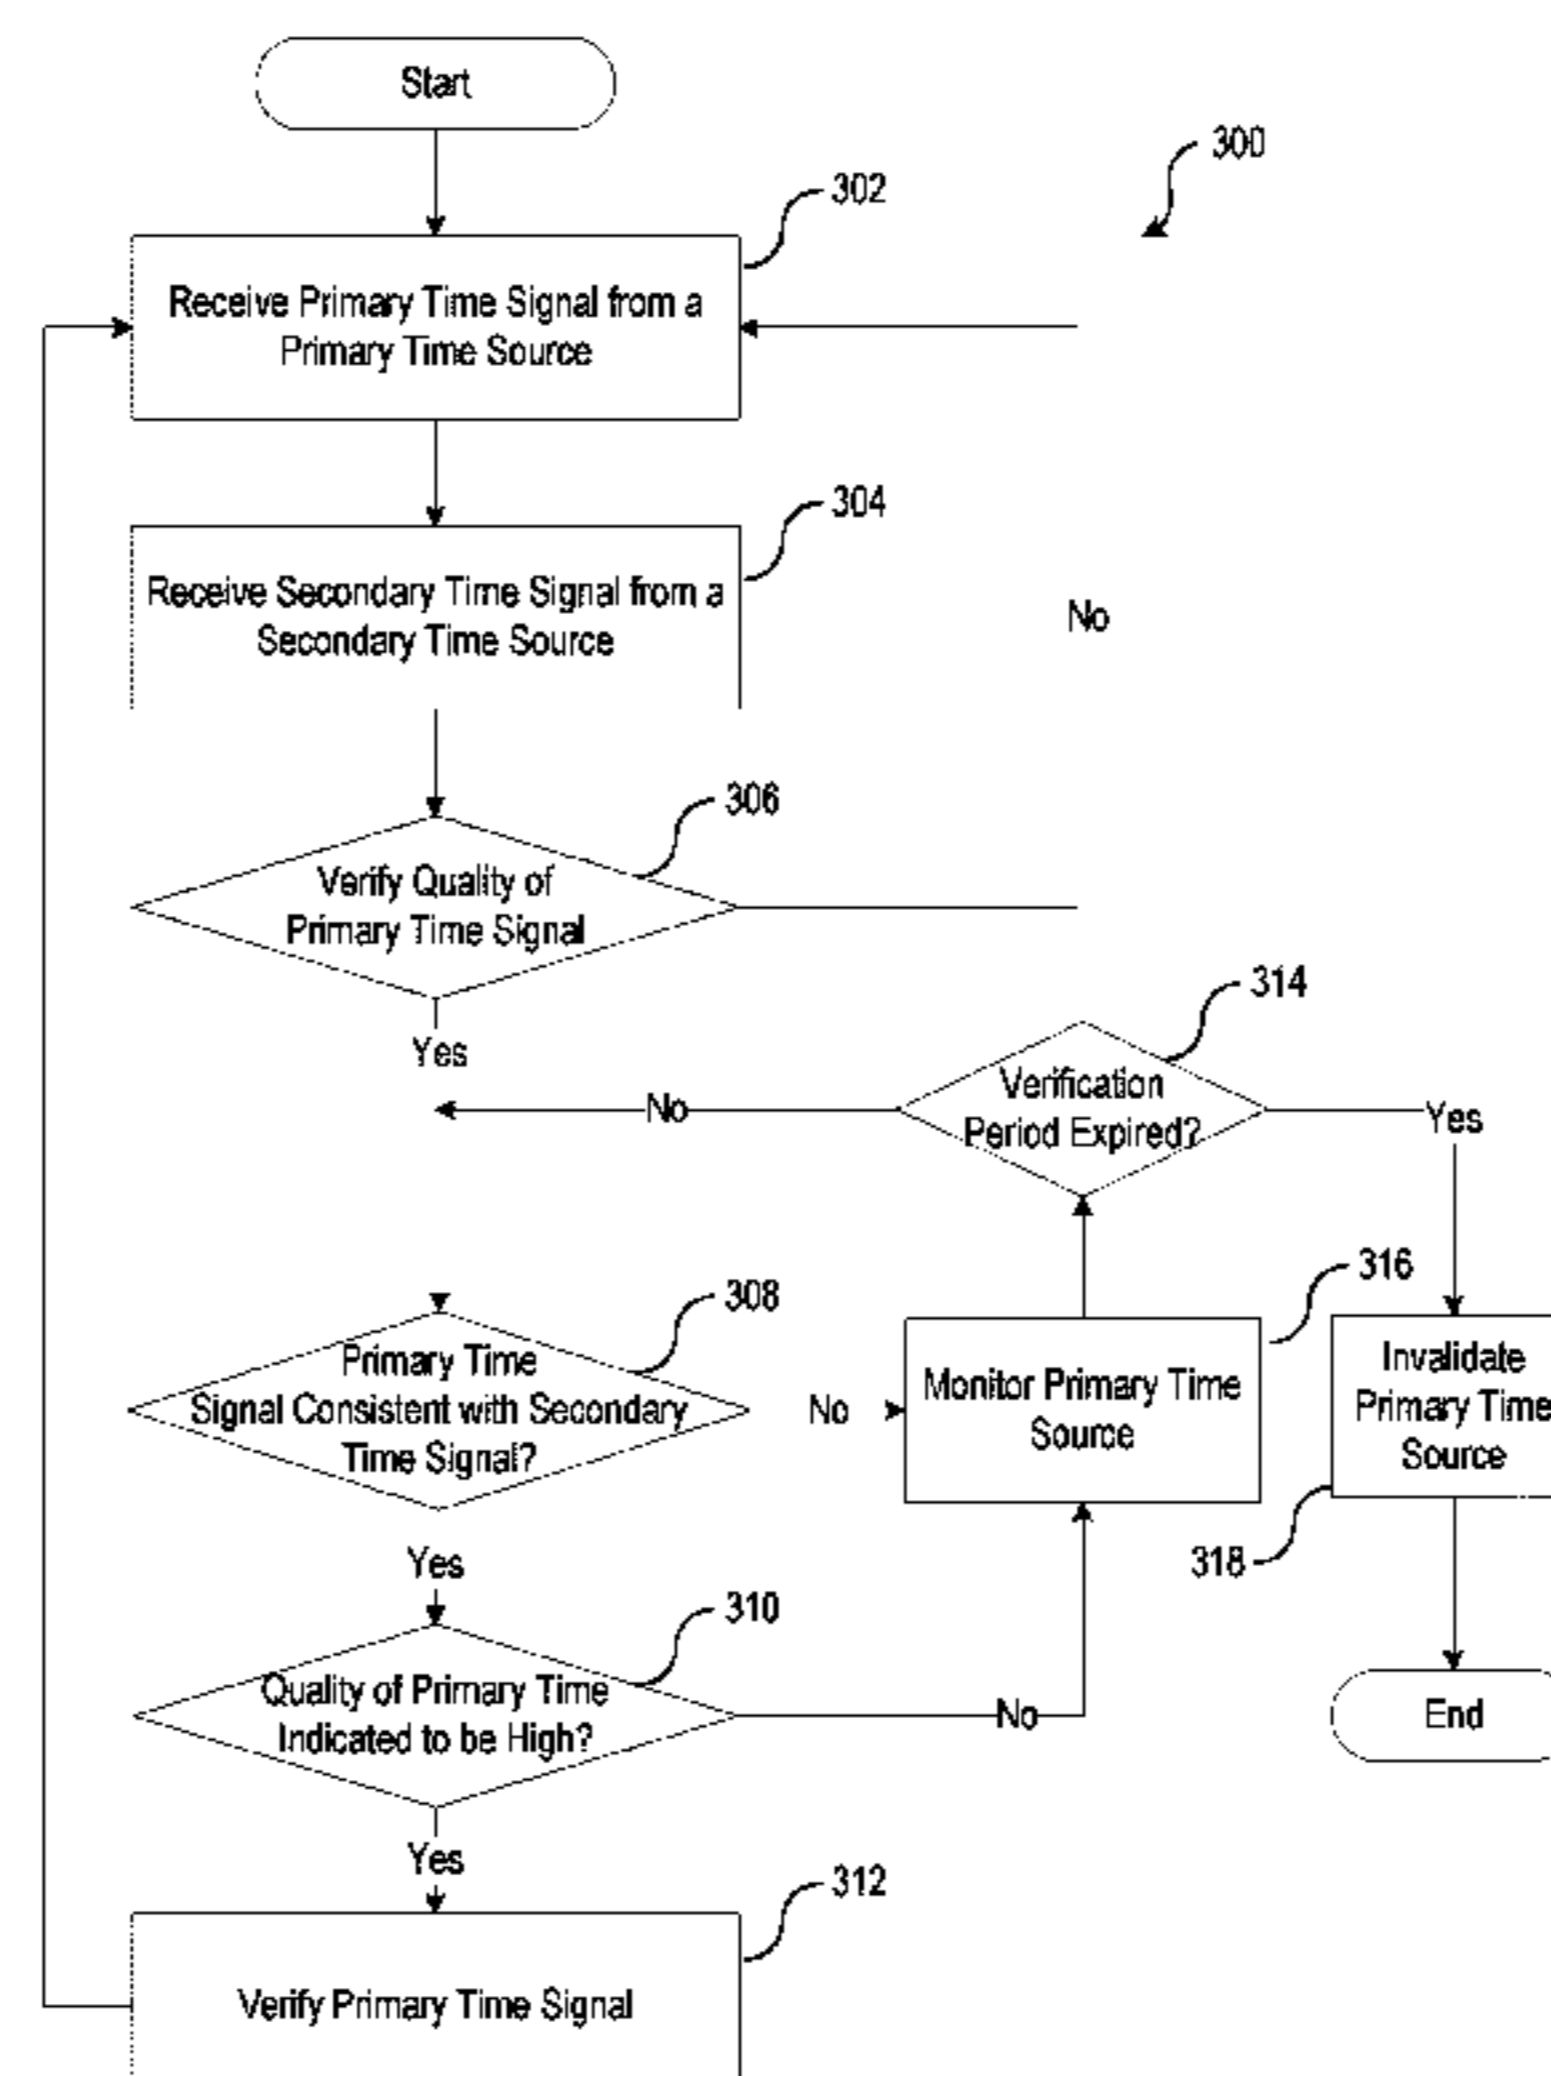 Start
300
302
Receive Primary Time Signal from a
Primary Time Source
304
Receive Secondary Time Signal from a
Secondary Time Source
No
306
Verify Quality of
Primary Time Signal
Yes
314
Verification
Period Expired?
No
Yes
308
Primary Time
Signal Consistent with Secondary
Time Signal?
No
316
Monitor Primary Time
Source
Invalidate
Primary Time
Source
318
Yes
310
Quality of Primary Time
Indicated to be High?
No
End
Yes
312
Verify Primary Time Signal